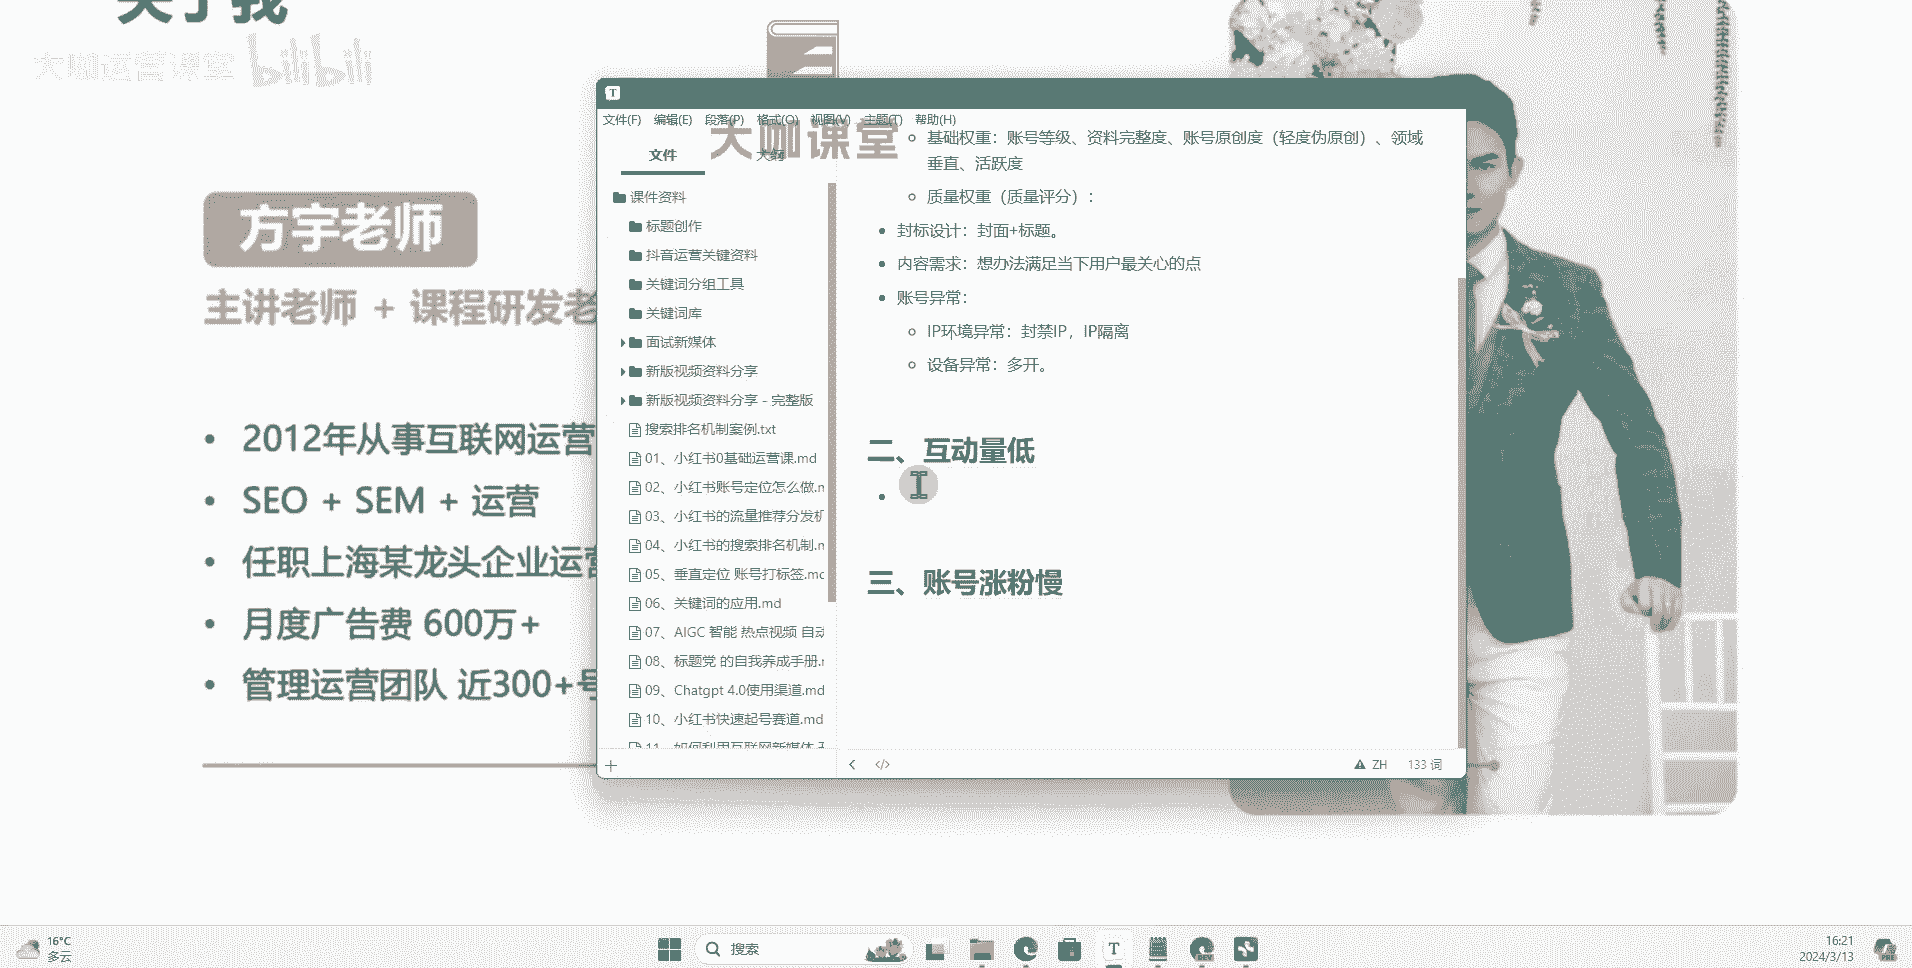 关于我
大咖运营课堂 bilibili
方宇老师
主讲老师 + 课程研发老
2012年从事互联网运营
SEO + SEM + 运营
任职上海某龙头企业运营
月度广告费 600万+
管理运营团队 近300+号
T
文件(F) 编辑(E) 段落(P) 格式(O) 视图(V) 主题(T) 帮助(H)
大咖课堂
文件 大纲
课件资料
标题创作
抖音运营关键资料
关键词分组工具
关键词库
面试新媒体
新版视频资料分享
新版视频资料分享 - 完整版
搜索排名机制案例.txt
01、小红书0基础运营课.md
02、小红书账号定位怎么做.m
03、小红书的流量推荐分发机
04、小红书的搜索排名机制.m
05、垂直定位 账号打标签.mc
06、关键词的应用.md
07、AIGC 智能 热点视频 自动
08、标题党 的自我养成手册.r
09、Chatgpt 4.0使用渠道.md
10、小红书快速起号赛道.md
11、如何利用互联网新媒体
基础权重：账号等级、资料完整度、账号原创度（轻度伪原创）、领域
垂直、活跃度
质量权重（质量评分）：
封标设计：封面+标题。
内容需求：想办法满足当下用户最关心的点
账号异常：
IP环境异常：封禁IP，IP隔离
设备异常：多开。
二、互动量低
三、账号涨粉慢
ZH 133 词
16°C
多云
搜索
T
DEV
16:21
2024/3/13
PRE